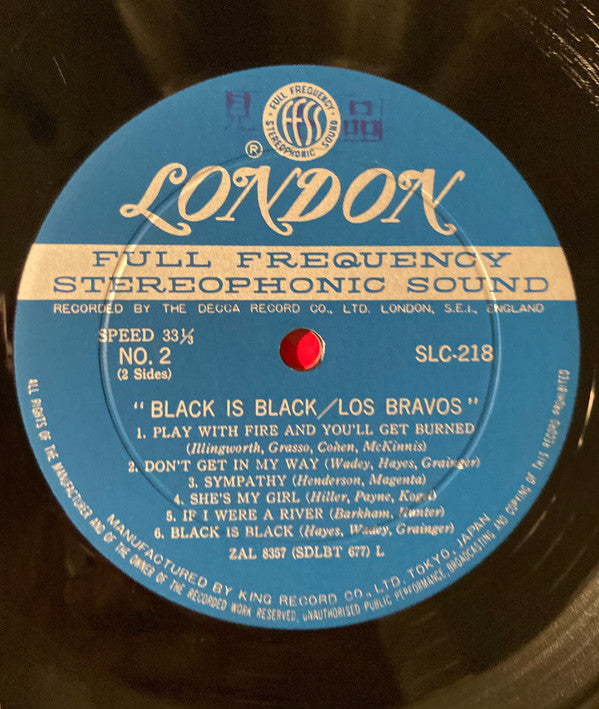 FULL FREQUENCY
ffss
STEREOPHONIC SOUND
見 品
®
LONDON
FULL FREQUENCY
STEREOPHONIC SOUND
RECORDED BY THE DECCA RECORD CO., LTD. LONDON, S.E.I., ENGLAND
SPEED 33⅓
NO. 2
(2 Sides)
SLC-218
"BLACK IS BLACK/LOS BRAVOS"
1. PLAY WITH FIRE AND YOU'LL GET BURNED
(Illingworth, Grasso, Cohen, McKinnis)
2. DON'T GET IN MY WAY (Wadey, Hayes, Grainger)
3. SYMPATHY (Henderson, Magenta)
4. SHE'S MY GIRL (Hiller, Payne, Kogel)
5. IF I WERE A RIVER (Barkham, Hunter)
6. BLACK IS BLACK (Hayes, Wadey, Grainger)
ZAL 8357 (SDLBT 677) L
MANUFACTURED BY KING RECORD CO., LTD. TOKYO, JAPAN
ALL RIGHTS OF THE MANUFACTURER AND OF THE OWNER OF THE RECORDED WORK RESERVED, UNAUTHORISED PUBLIC PERFORMANCE, BROADCASTING AND COPYING OF THIS RECORD PROHIBITED